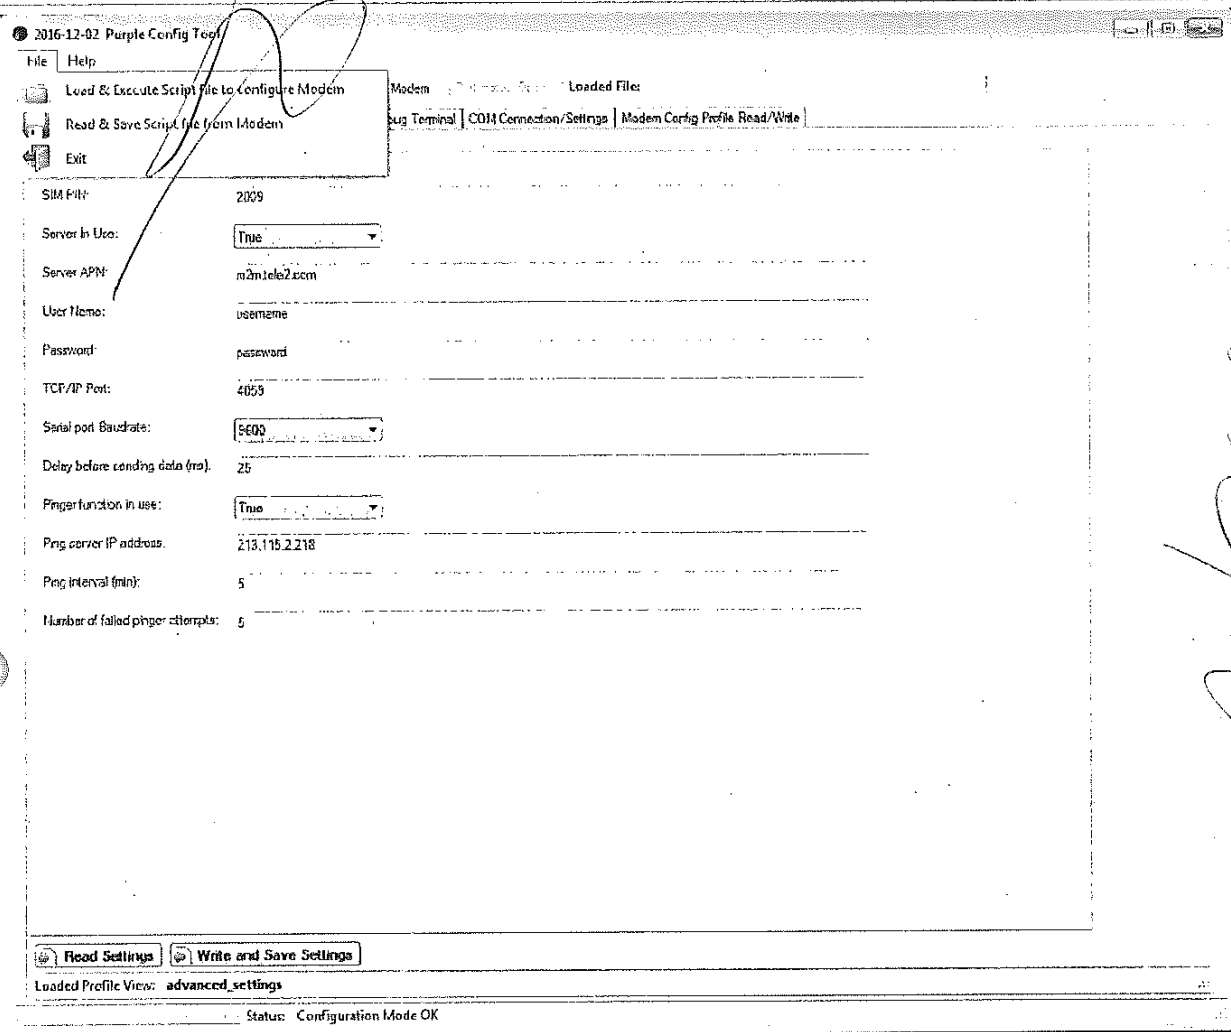 2016-12-02 Purple Config Tool
File Help
Load & Execute Script file to Configure Modem
Modem
Loaded File:
Read & Save Script file from Modem
bug Terminal COM Connection/Settings Modem Config Profile Read/Write
Exit
SIM PIN: 2009
Server In Use: True
Server APN: m2m.tele2.com
User Name: username
Password: password
TCP/IP Port: 4059
Serial port Baudrate: 9600
Delay before sending data (ms): 25
Pinger function in use: True
Ping server IP address: 213.115.2.218
Ping interval (min): 5
Number of failed pinger attempts: 5
Read Settings Write and Save Settings
Loaded Profile View: advanced_settings
Status: Configuration Mode OK